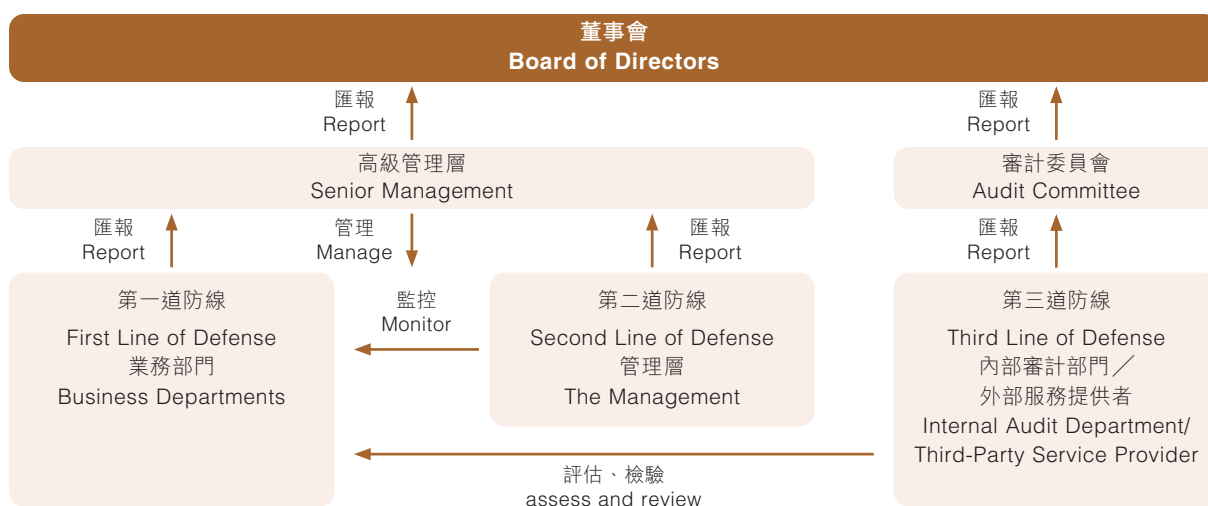 董事會
Board of Directors
匯報
Report
匯報
Report
高級管理層
Senior Management
審計委員會
Audit Committee
匯報
Report
管理
Manage
匯報
Report
匯報
Report
第一道防線
First Line of Defense
業務部門
Business Departments
監控
Monitor
第二道防線
Second Line of Defense
管理層
The Management
第三道防線
Third Line of Defense
內部審計部門／
外部服務提供者
Internal Audit Department/
Third-Party Service Provider
評估、檢驗
assess and review